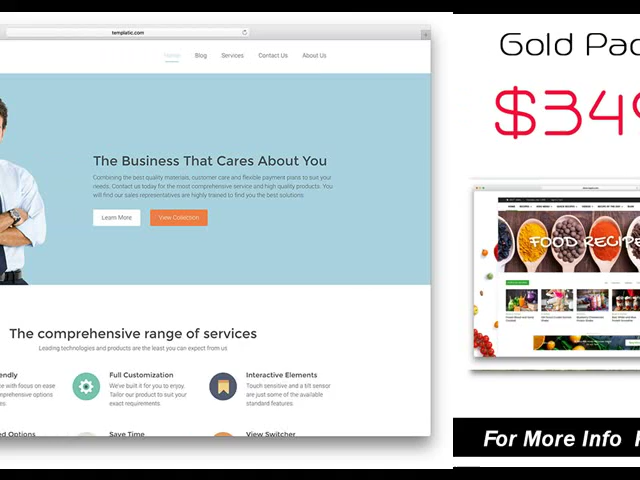 templatic.com
Home Blog Services Contact Us About Us
The Business That Cares About You
Combining the best quality materials, customer care and flexible payment plans to suit your
needs. Contact us today for the most comprehensive service and high quality products. You
will find our sales representatives are highly trained to find you the best solutions.
Learn More View Collection
The comprehensive range of services
Leading technologies and products are the least you can expect from us
Full Customization
We've built it for you to enjoy.
Tailor our product to suit your
exact requirements.
Interactive Elements
Touch sensitive and a tilt sensor
are just some of the available
standard features
Options Save Time View Switcher
Gold Pac
$349
FOOD RECIPE
For More Info